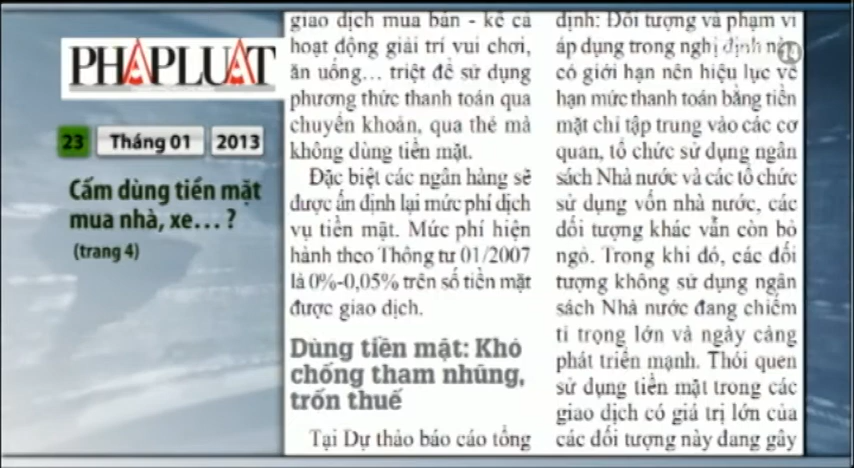 PHÁPLUẬT
23 Tháng 01 2013
Cấm dùng tiền mặt
mua nhà, xe... ?
(trang 4)
giao dịch mua bán - kể cả
hoạt động giải trí vui chơi,
ăn uống... triệt để sử dụng
phương thức thanh toán qua
chuyển khoản, qua thẻ mà
không dùng tiền mặt.
Đặc biệt các ngân hàng sẽ
được ấn định lại mức phí dịch
vụ tiền mặt. Mức phí hiện
hành theo Thông tư 01/2007
là 0%-0,05% trên số tiền mặt
được giao dịch.
Dùng tiền mặt: Khó
chống tham nhũng,
trốn thuế
Tại Dự thảo báo cáo tổng
định: Đối tượng và phạm vi
áp dụng trong nghị định
có giới hạn nên hiệu lực về
hạn mức thanh toán bằng tiền
mặt chỉ tập trung vào các cơ
quan, tổ chức sử dụng ngân
sách Nhà nước và các tổ chức
sử dụng vốn nhà nước, các
đối tượng khác vẫn còn bỏ
ngỏ. Trong khi đó, các đối
tượng không sử dụng ngân
sách Nhà nước đang chiếm
tỉ trọng lớn và ngày càng
phát triển mạnh. Thói quen
sử dụng tiền mặt trong các
giao dịch có giá trị lớn của
các đối tượng này đang gây